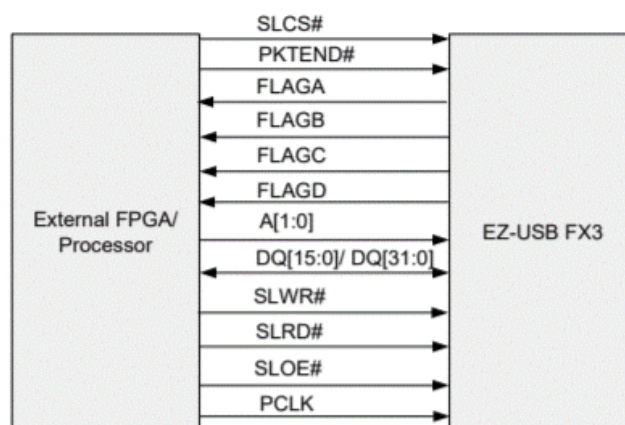 SLCS#
PKTEND#
FLAGA
FLAGB
FLAGC
FLAGD
External FPGA/
Processor
A[1:0]
EZ-USB FX3
DQ[15:0]/ DQ[31:0]
SLWR#
SLRD#
SLOE#
PCLK